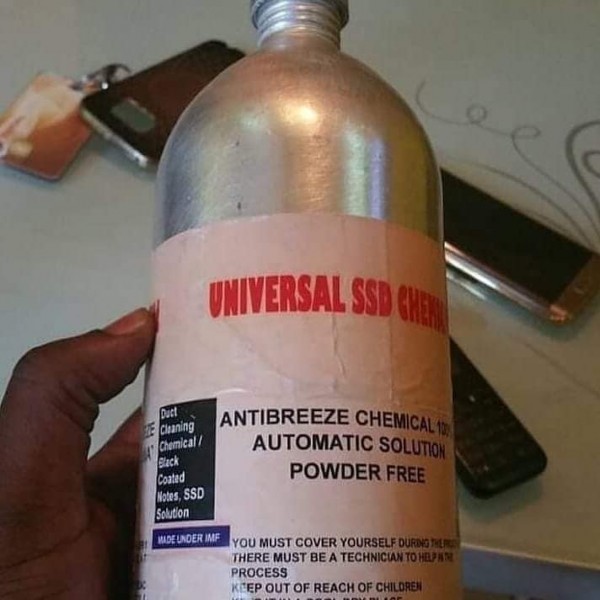 UNIVERSAL SSD
Duct
Cleaning
Chemical /
Black
Coated
Notes, SSD
Solution
ANTIBREEZE CHEMICAL
AUTOMATIC SOLUTION
POWDER FREE
MADE UNDER IMF
YOU MUST COVER YOURSELF DURING THE
THERE MUST BE A TECHNICIAN TO HELP IN THE
PROCESS
KEEP OUT OF REACH OF CHILDREN